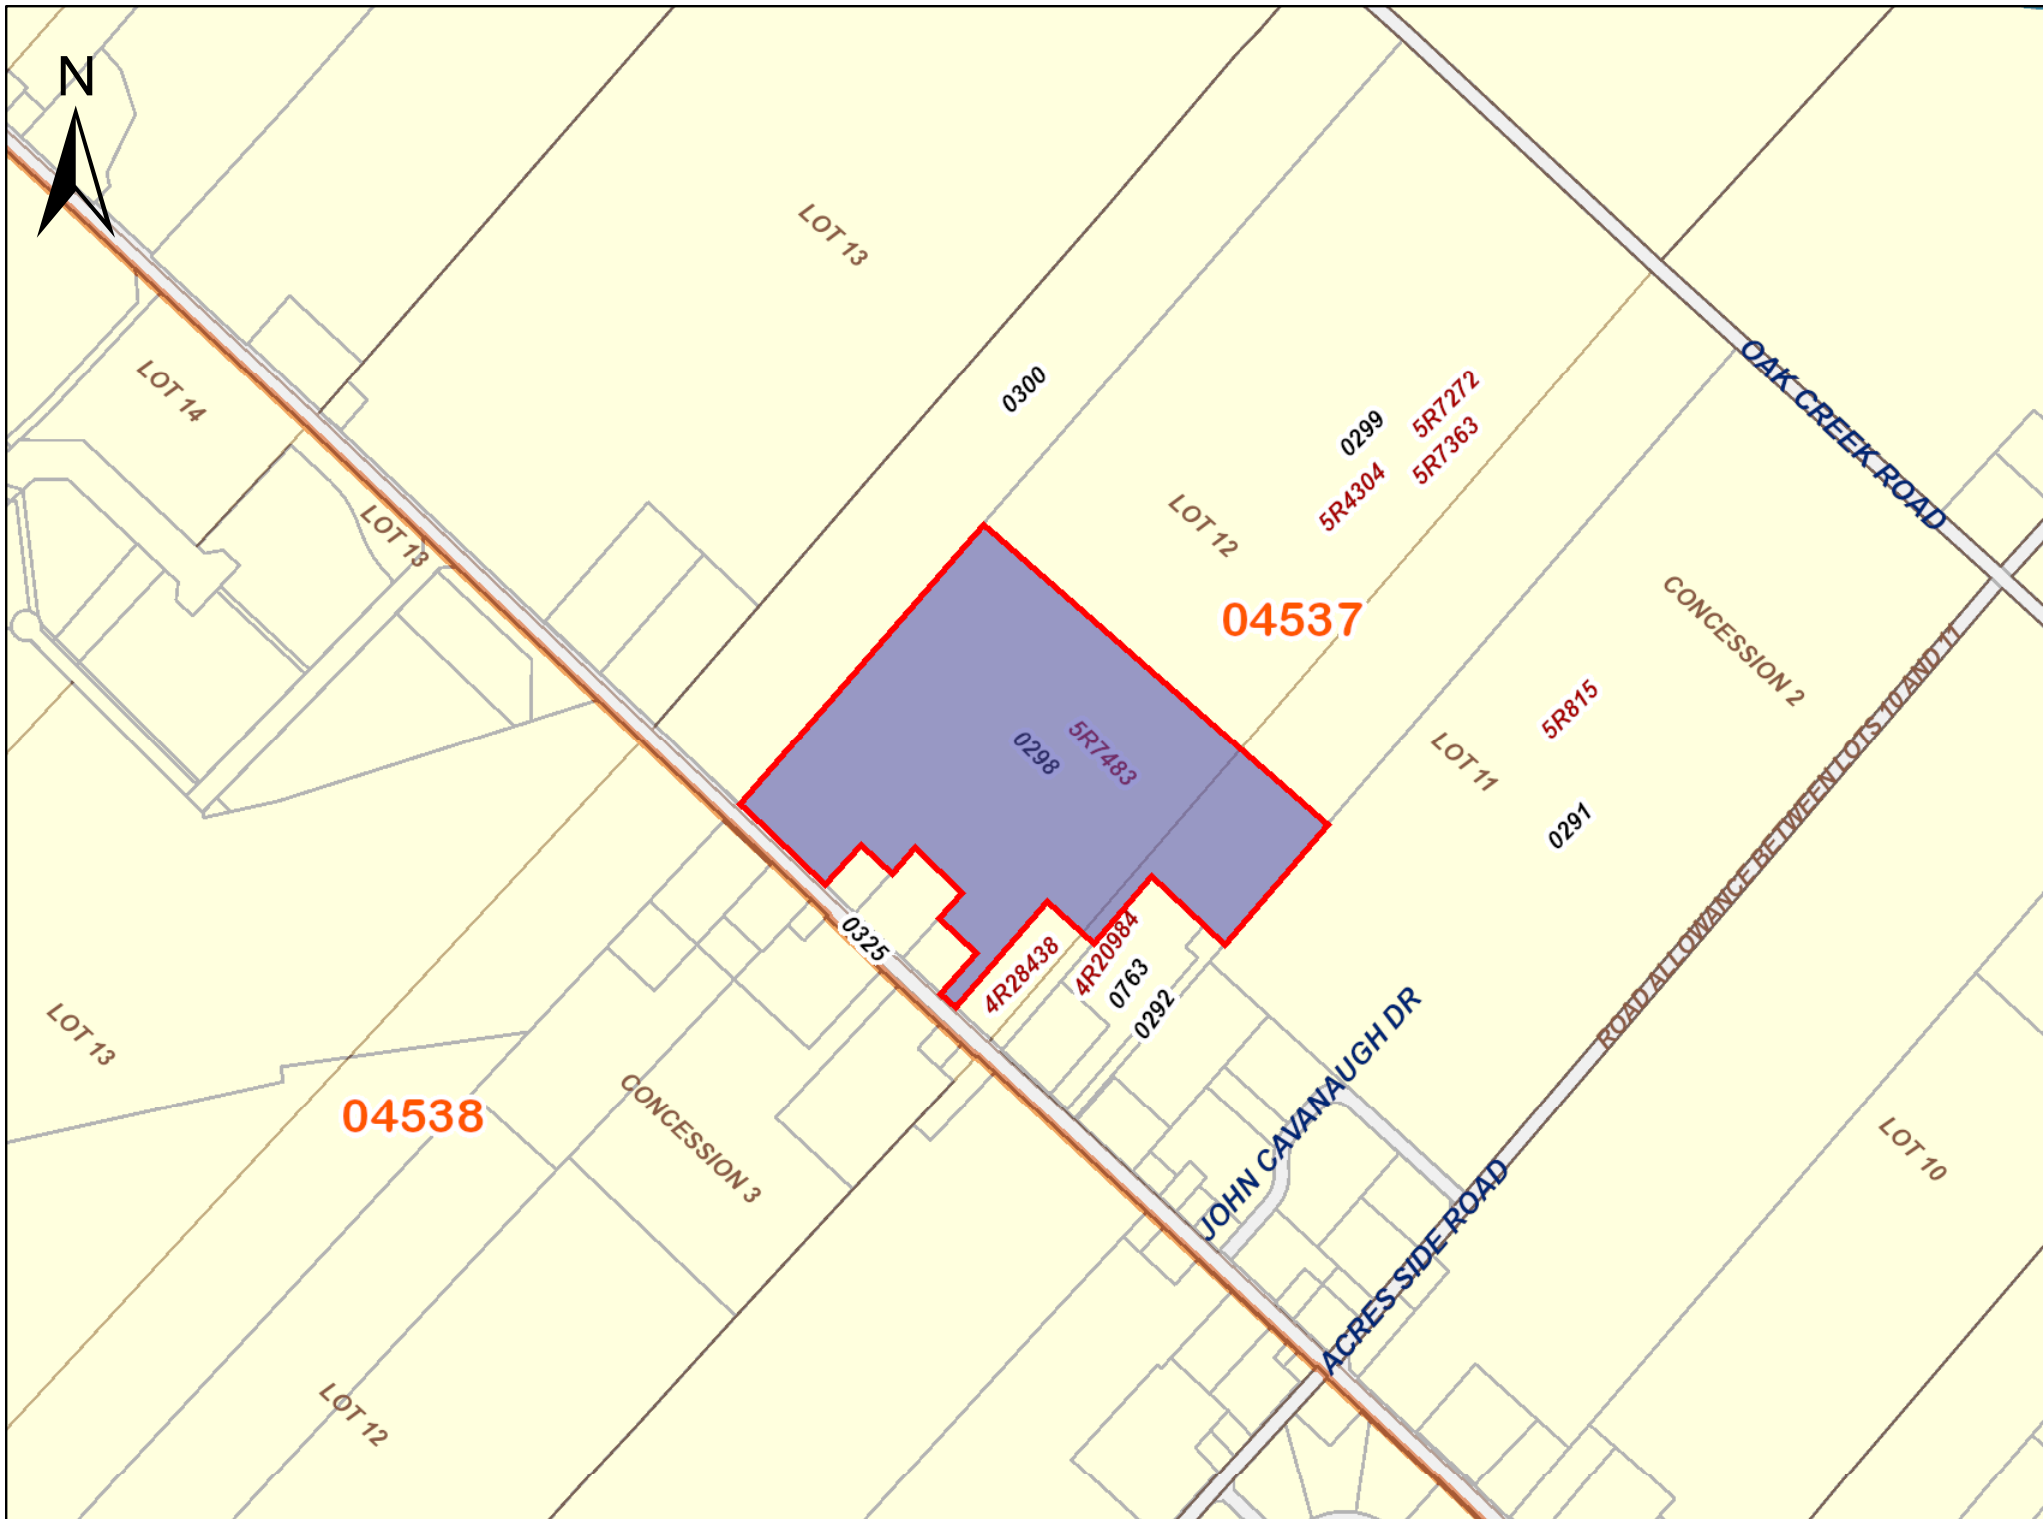 N
LOT 13
LOT 14
0300
OAK CREEK ROAD
5R7272
0299
5R7363
5R4304
LOT 12
LOT 13
04537
CONCESSION 2
5R815
5R7483
0298
LOT 11
ROAD ALLOWANCE BETWEEN LOTS 10 AND 11
0291
0325
4R28438
4R20984
0763
0292
LOT 13
JOHN CAVANAUGH DR
04538
CONCESSION 3
LOT 10
ACRES SIDE ROAD
LOT 12